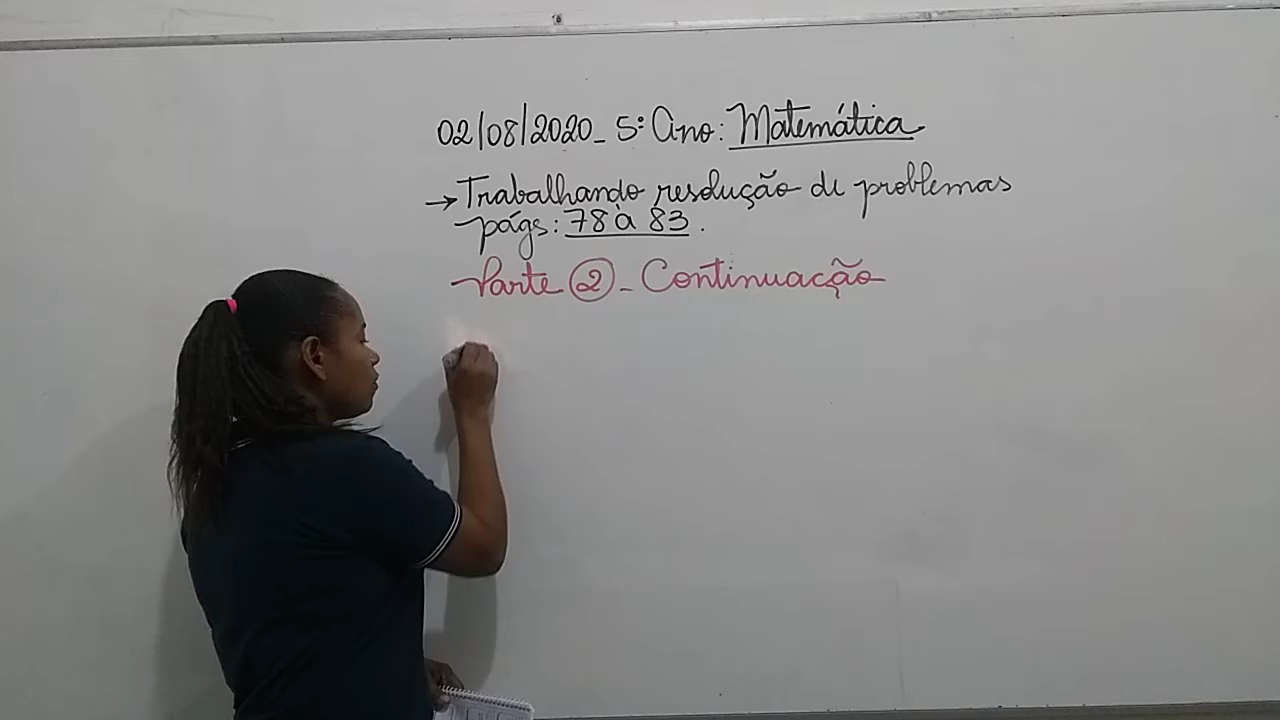 02/08/2020_ 5º Ano: Matemática
→ Trabalhando resolução de problemas
págs: 78 à 83.
Parte 2 - Continuação